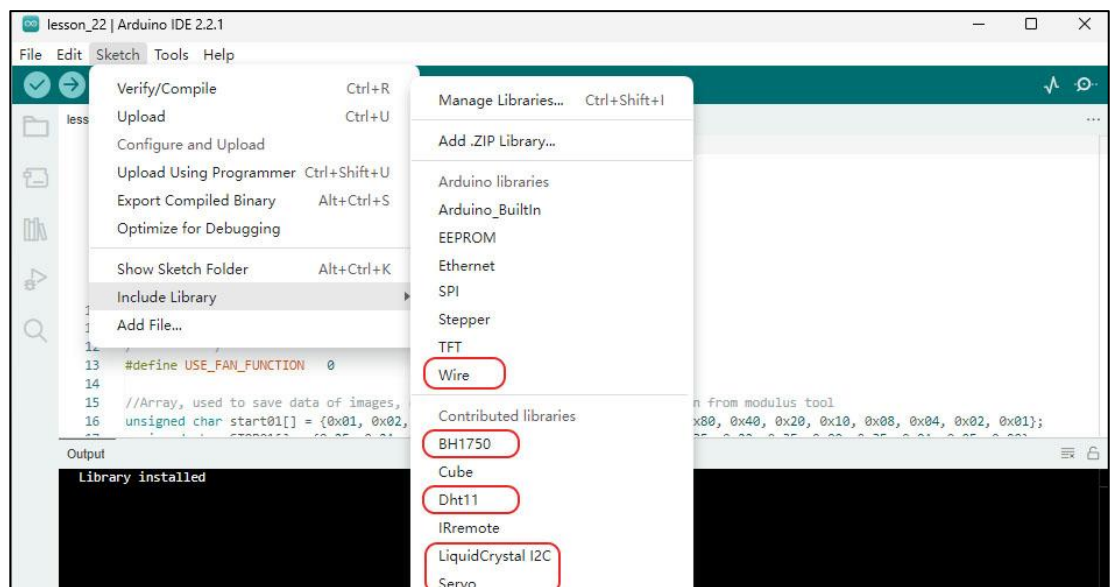 lesson_22 | Arduino IDE 2.2.1
File Edit Sketch Tools Help
less
Verify/Compile Ctrl+R
Upload Ctrl+U
Configure and Upload
Upload Using Programmer Ctrl+Shift+U
Export Compiled Binary Alt+Ctrl+S
Optimize for Debugging
Show Sketch Folder Alt+Ctrl+K
Include Library
Add File...
Manage Libraries... Ctrl+Shift+I
Add .ZIP Library...
Arduino libraries
Arduino_BuiltIn
EEPROM
Ethernet
SPI
Stepper
TFT
Wire
Contributed libraries
BH1750
Cube
Dht11
IRremote
LiquidCrystal I2C
Servo
12
13 #define USE_FAN_FUNCTION 0
14
15 //Array, used to save data of images, n from modulus tool
16 unsigned char start01[] = {0x01, 0x02, x80, 0x40, 0x20, 0x10, 0x08, 0x04, 0x02, 0x01};
Output
Library installed